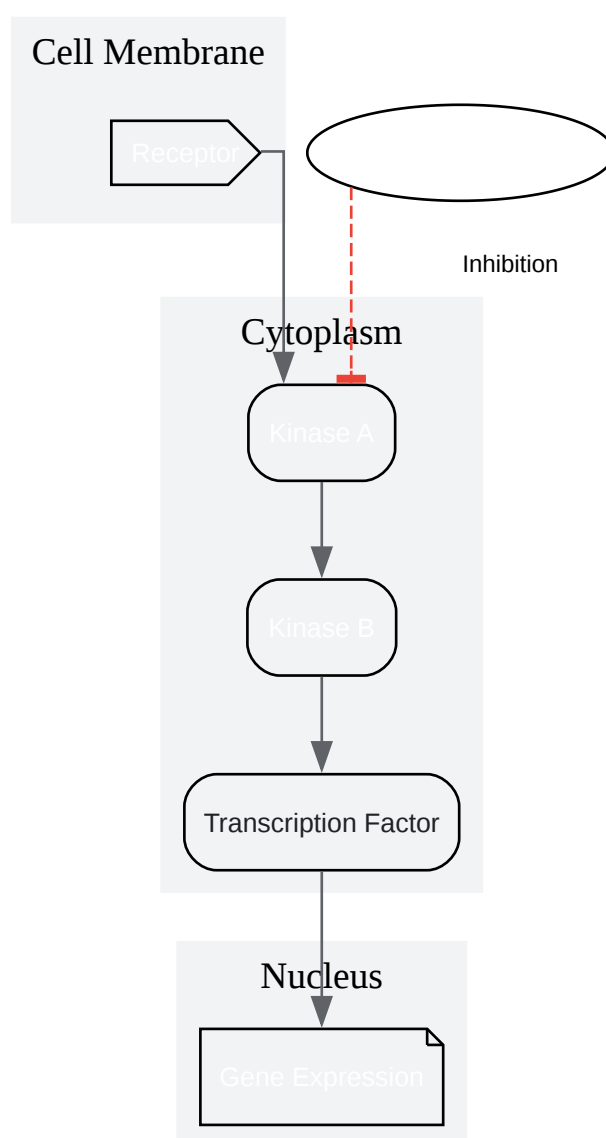 Cell Membrane
Receptor
Inhibition
Cytoplasm
Kinase A
Kinase B
Transcription Factor
Nucleus
Gene Expression